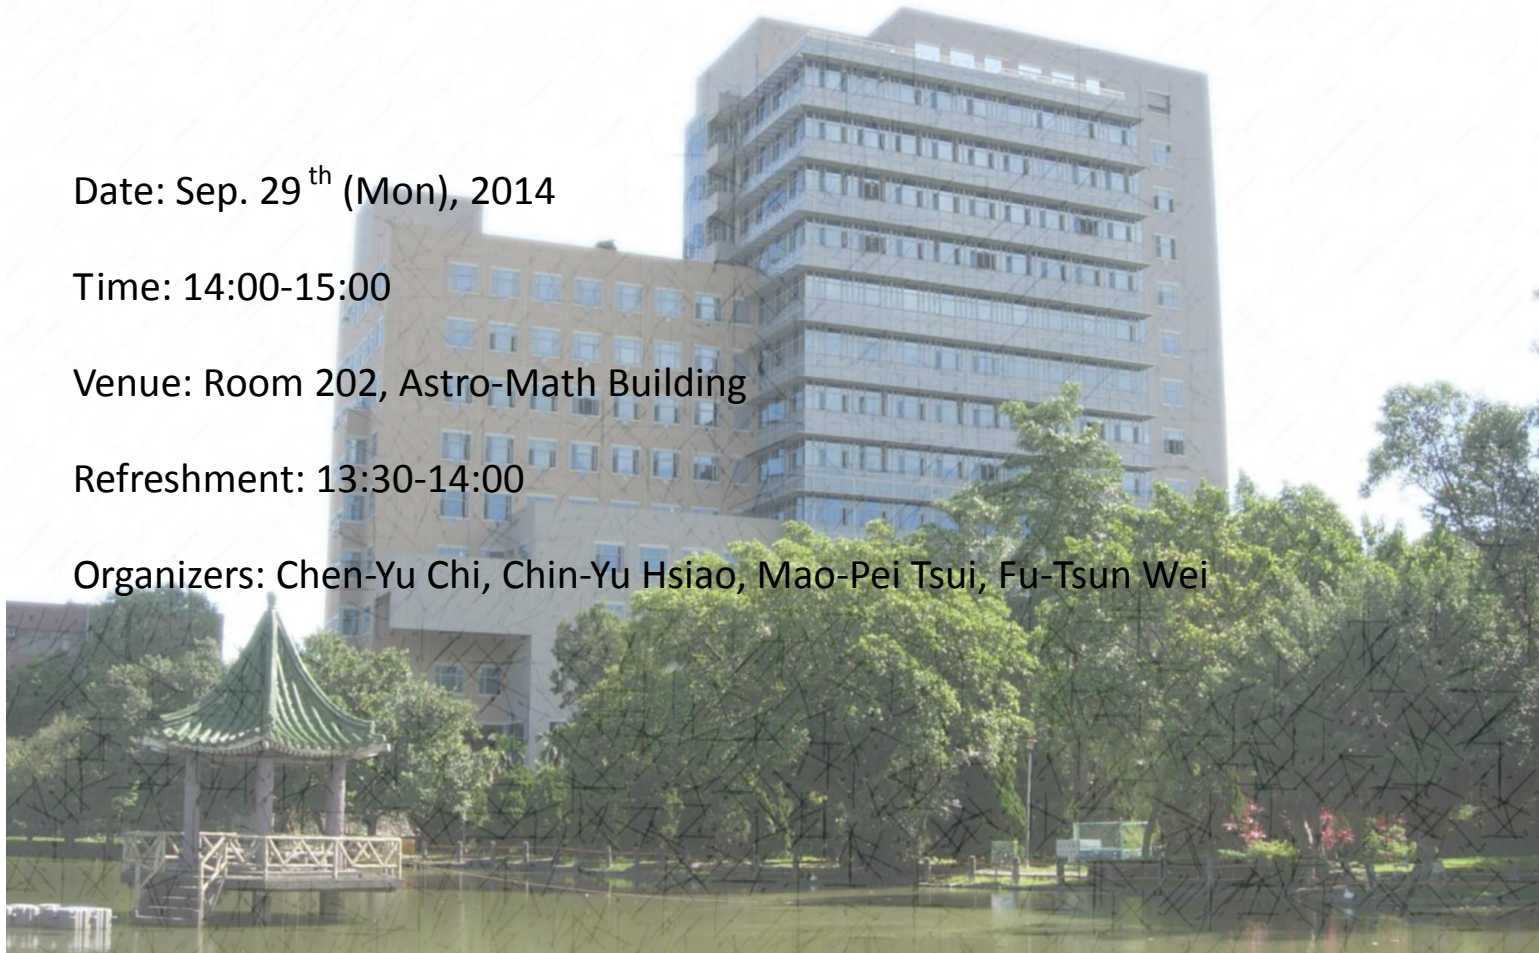 Date: Sep. 29 th (Mon), 2014
Time: 14:00-15:00
Venue: Room 202, Astro-Math Building
Refreshment: 13:30-14:00
Organizers: Chen-Yu Chi, Chin-Yu Hsiao, Mao-Pei Tsui, Fu-Tsun Wei